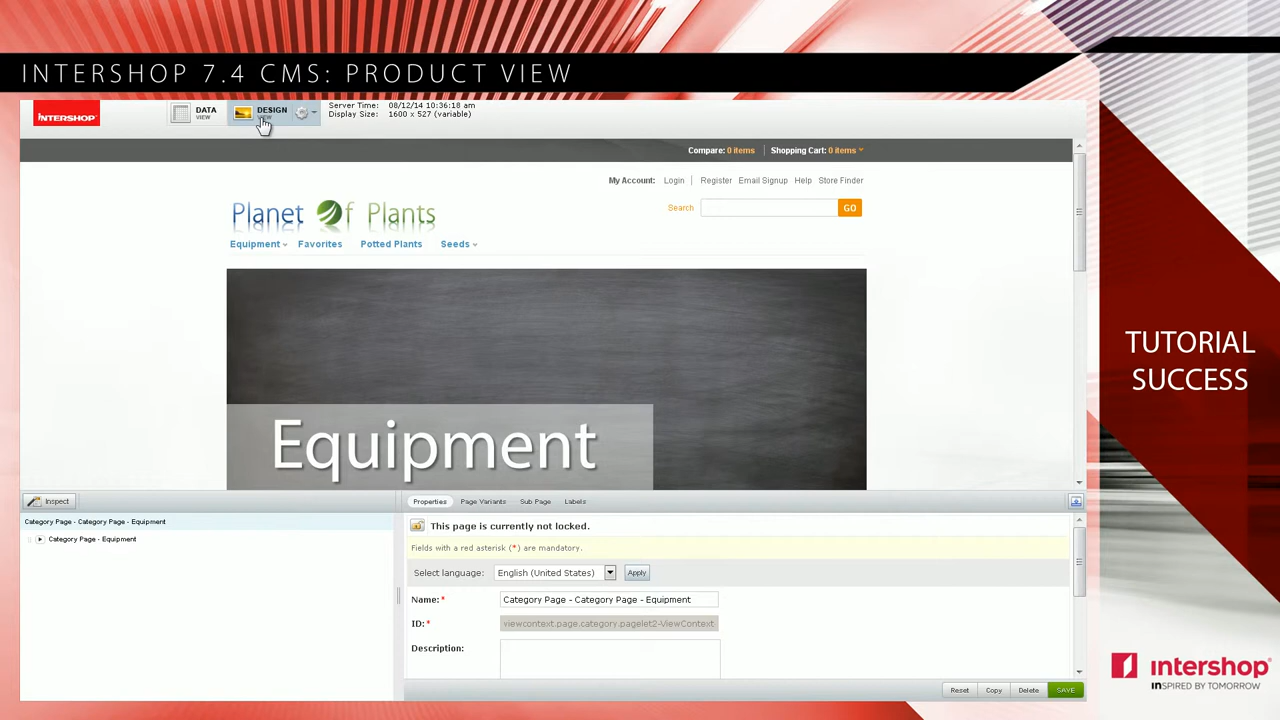 INTERSHOP 7.4 CMS: PRODUCT VIEW
INTERSHOP
DATA
VIEW
DESIGN
Server Time: 08/12/14 10:36:18 am
Display Size: 1600 x 527 (variable)
Compare: 0 items
Shopping Cart: 0 items
My Account: Login Register Email Signup Help Store Finder
Planet Of Plants
Search
GO
Equipment Favorites Potted Plants Seeds
Equipment
TUTORIAL
SUCCESS
Inspect
Properties Page Variants Sub Page Labels
Category Page - Category Page - Equipment
Category Page - Equipment
This page is currently not locked.
Fields with a red asterisk (*) are mandatory.
Select language: English (United States) Apply
Name:* Category Page - Category Page - Equipment
ID:* viewcontext.page.category.pagelet2-ViewContext
Description:
Reset Copy Delete SAVE
intershop®
INSPIRED BY TOMORROW